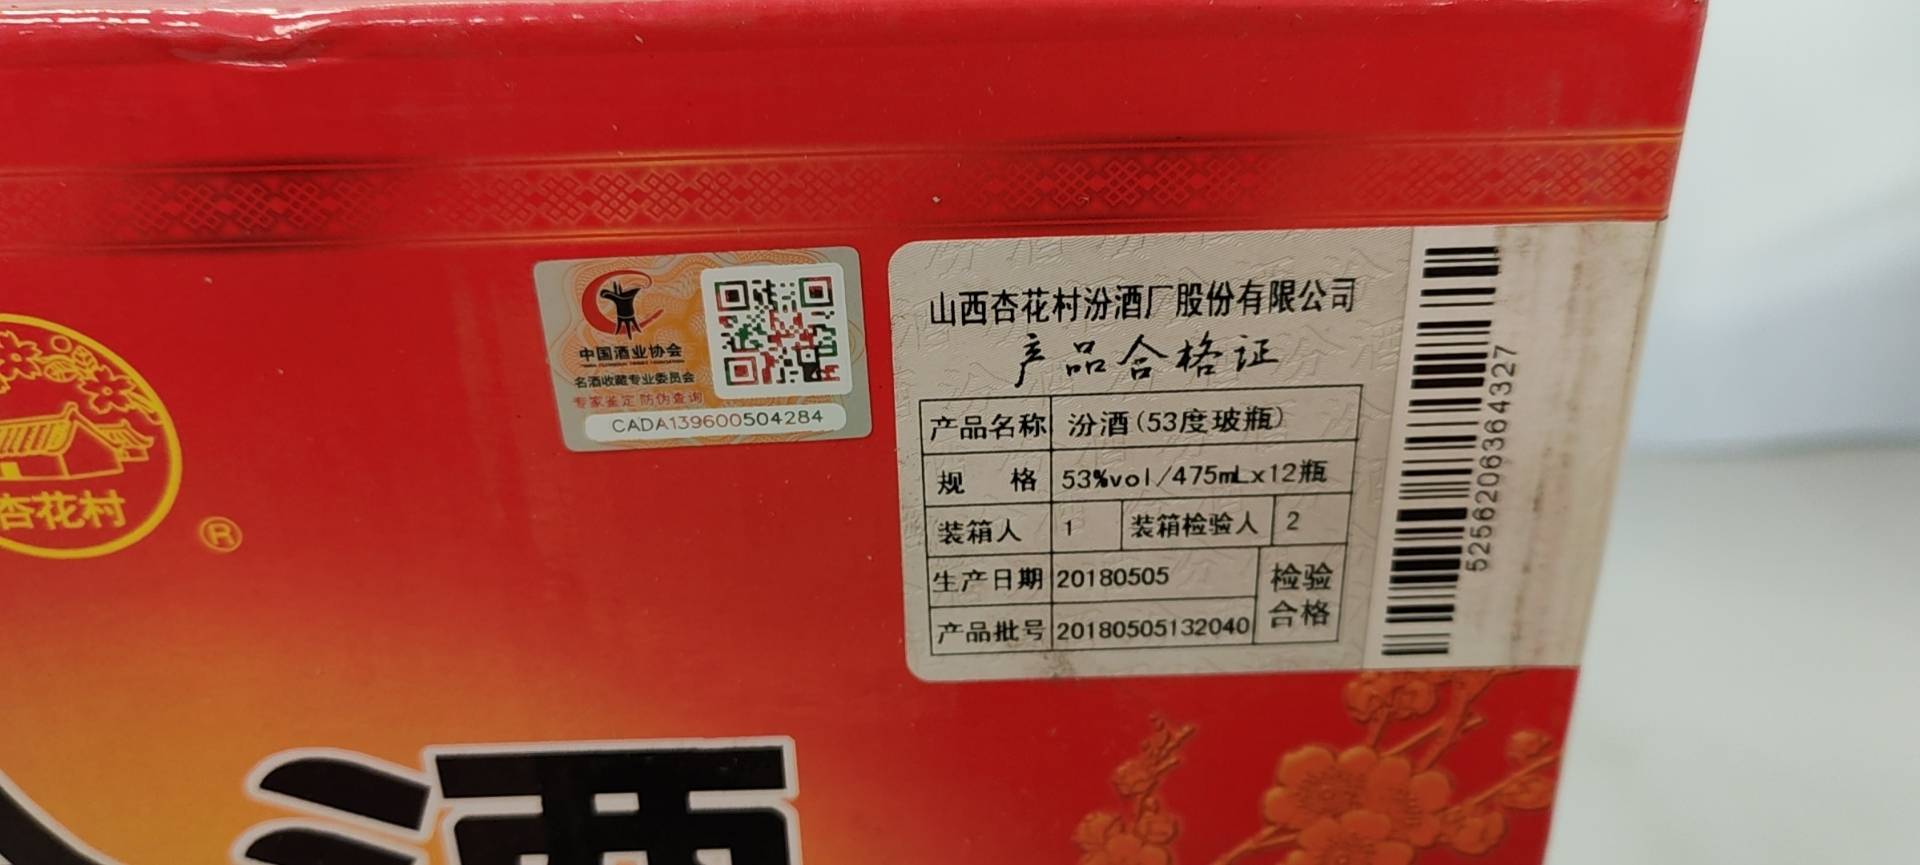 杏花村
®
中国酒业协会
名酒收藏专业委员会
专家鉴定 防伪查询
CADA139600504284
山西杏花村汾酒厂股份有限公司
产品合格证
产品名称 汾酒(53度玻瓶)
规 格 53%vol/475mLx12瓶
装箱人 1 装箱检验人 2
生产日期 20180505 检验
产品批号 20180505132040 合格
5256206364327
酒